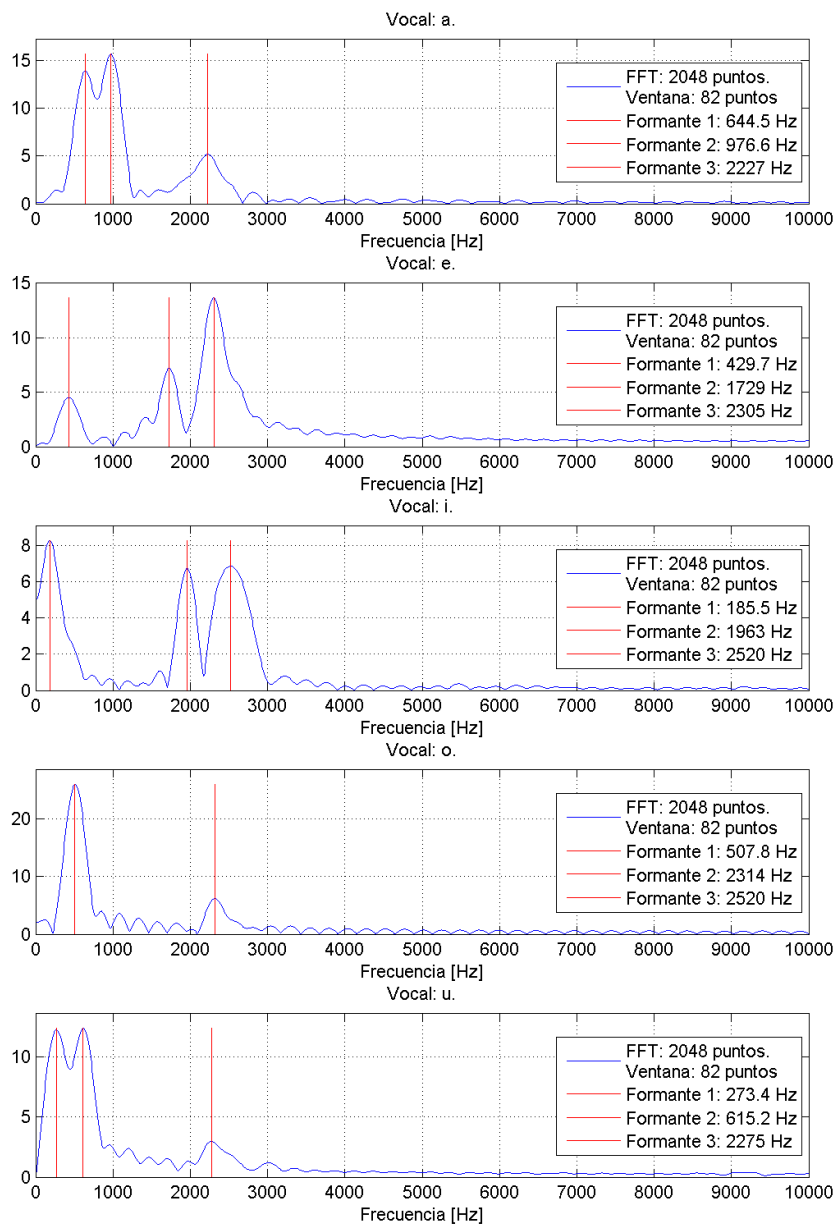 Vocal: a.
15
10
5
0
FFT: 2048 puntos.
Ventana: 82 puntos
Formante 1: 644.5 Hz
Formante 2: 976.6 Hz
Formante 3: 2227 Hz
0 1000 2000 3000 4000 5000 6000 7000 8000 9000 10000
Frecuencia [Hz]
Vocal: e.
15
10
5
0
FFT: 2048 puntos.
Ventana: 82 puntos
Formante 1: 429.7 Hz
Formante 2: 1729 Hz
Formante 3: 2305 Hz
0 1000 2000 3000 4000 5000 6000 7000 8000 9000 10000
Frecuencia [Hz]
Vocal: i.
8
6
4
2
0
FFT: 2048 puntos.
Ventana: 82 puntos
Formante 1: 185.5 Hz
Formante 2: 1963 Hz
Formante 3: 2520 Hz
0 1000 2000 3000 4000 5000 6000 7000 8000 9000 10000
Frecuencia [Hz]
Vocal: o.
20
10
0
FFT: 2048 puntos.
Ventana: 82 puntos
Formante 1: 507.8 Hz
Formante 2: 2314 Hz
Formante 3: 2520 Hz
0 1000 2000 3000 4000 5000 6000 7000 8000 9000 10000
Frecuencia [Hz]
Vocal: u.
10
5
0
FFT: 2048 puntos.
Ventana: 82 puntos
Formante 1: 273.4 Hz
Formante 2: 615.2 Hz
Formante 3: 2275 Hz
0 1000 2000 3000 4000 5000 6000 7000 8000 9000 10000
Frecuencia [Hz]